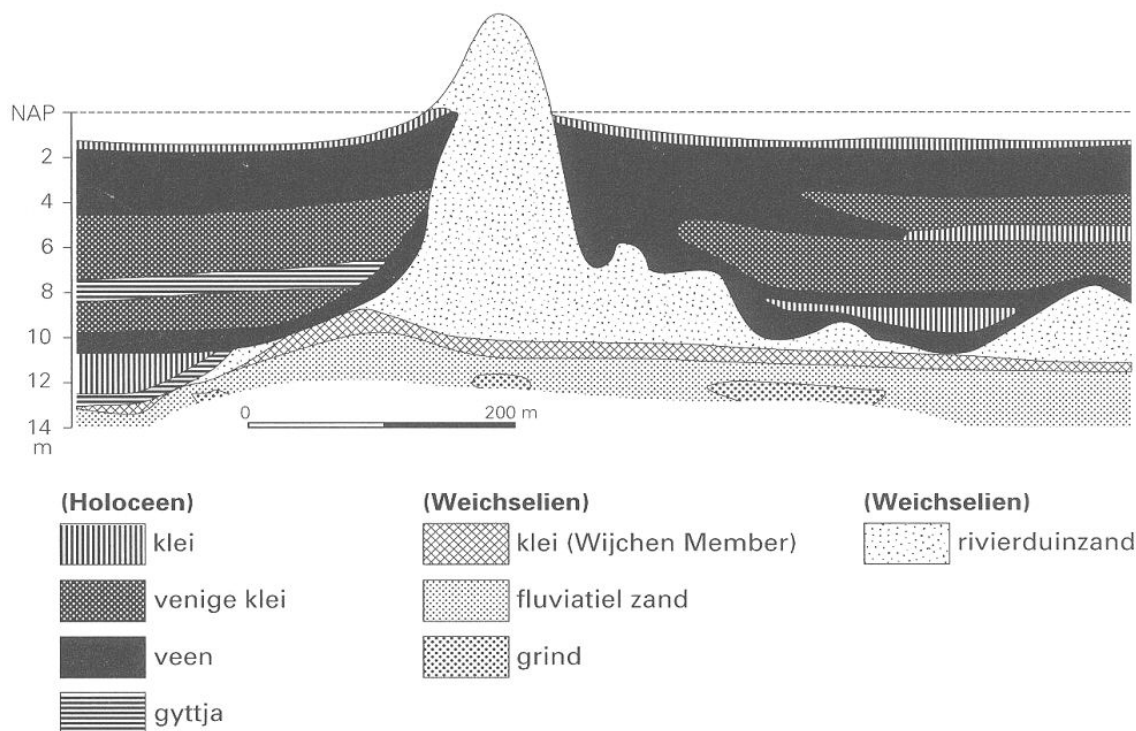 NAP
2
4
6
8
10
12
14
m
0 200 m
(Holoceen)
klei
venige klei
veen
gyttja
(Weichselien)
klei (Wijchen Member)
fluviatiel zand
grind
(Weichselien)
rivierduinzand